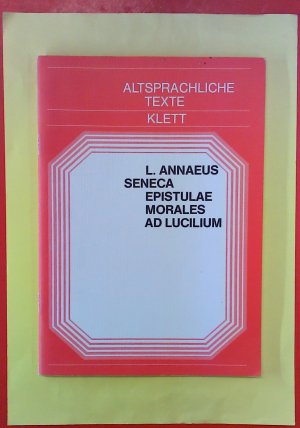 ALTSPRACHLICHE
TEXTE
KLETT
L. ANNAEUS
SENECA
EPISTULAE
MORALES
AD LUCILIUM